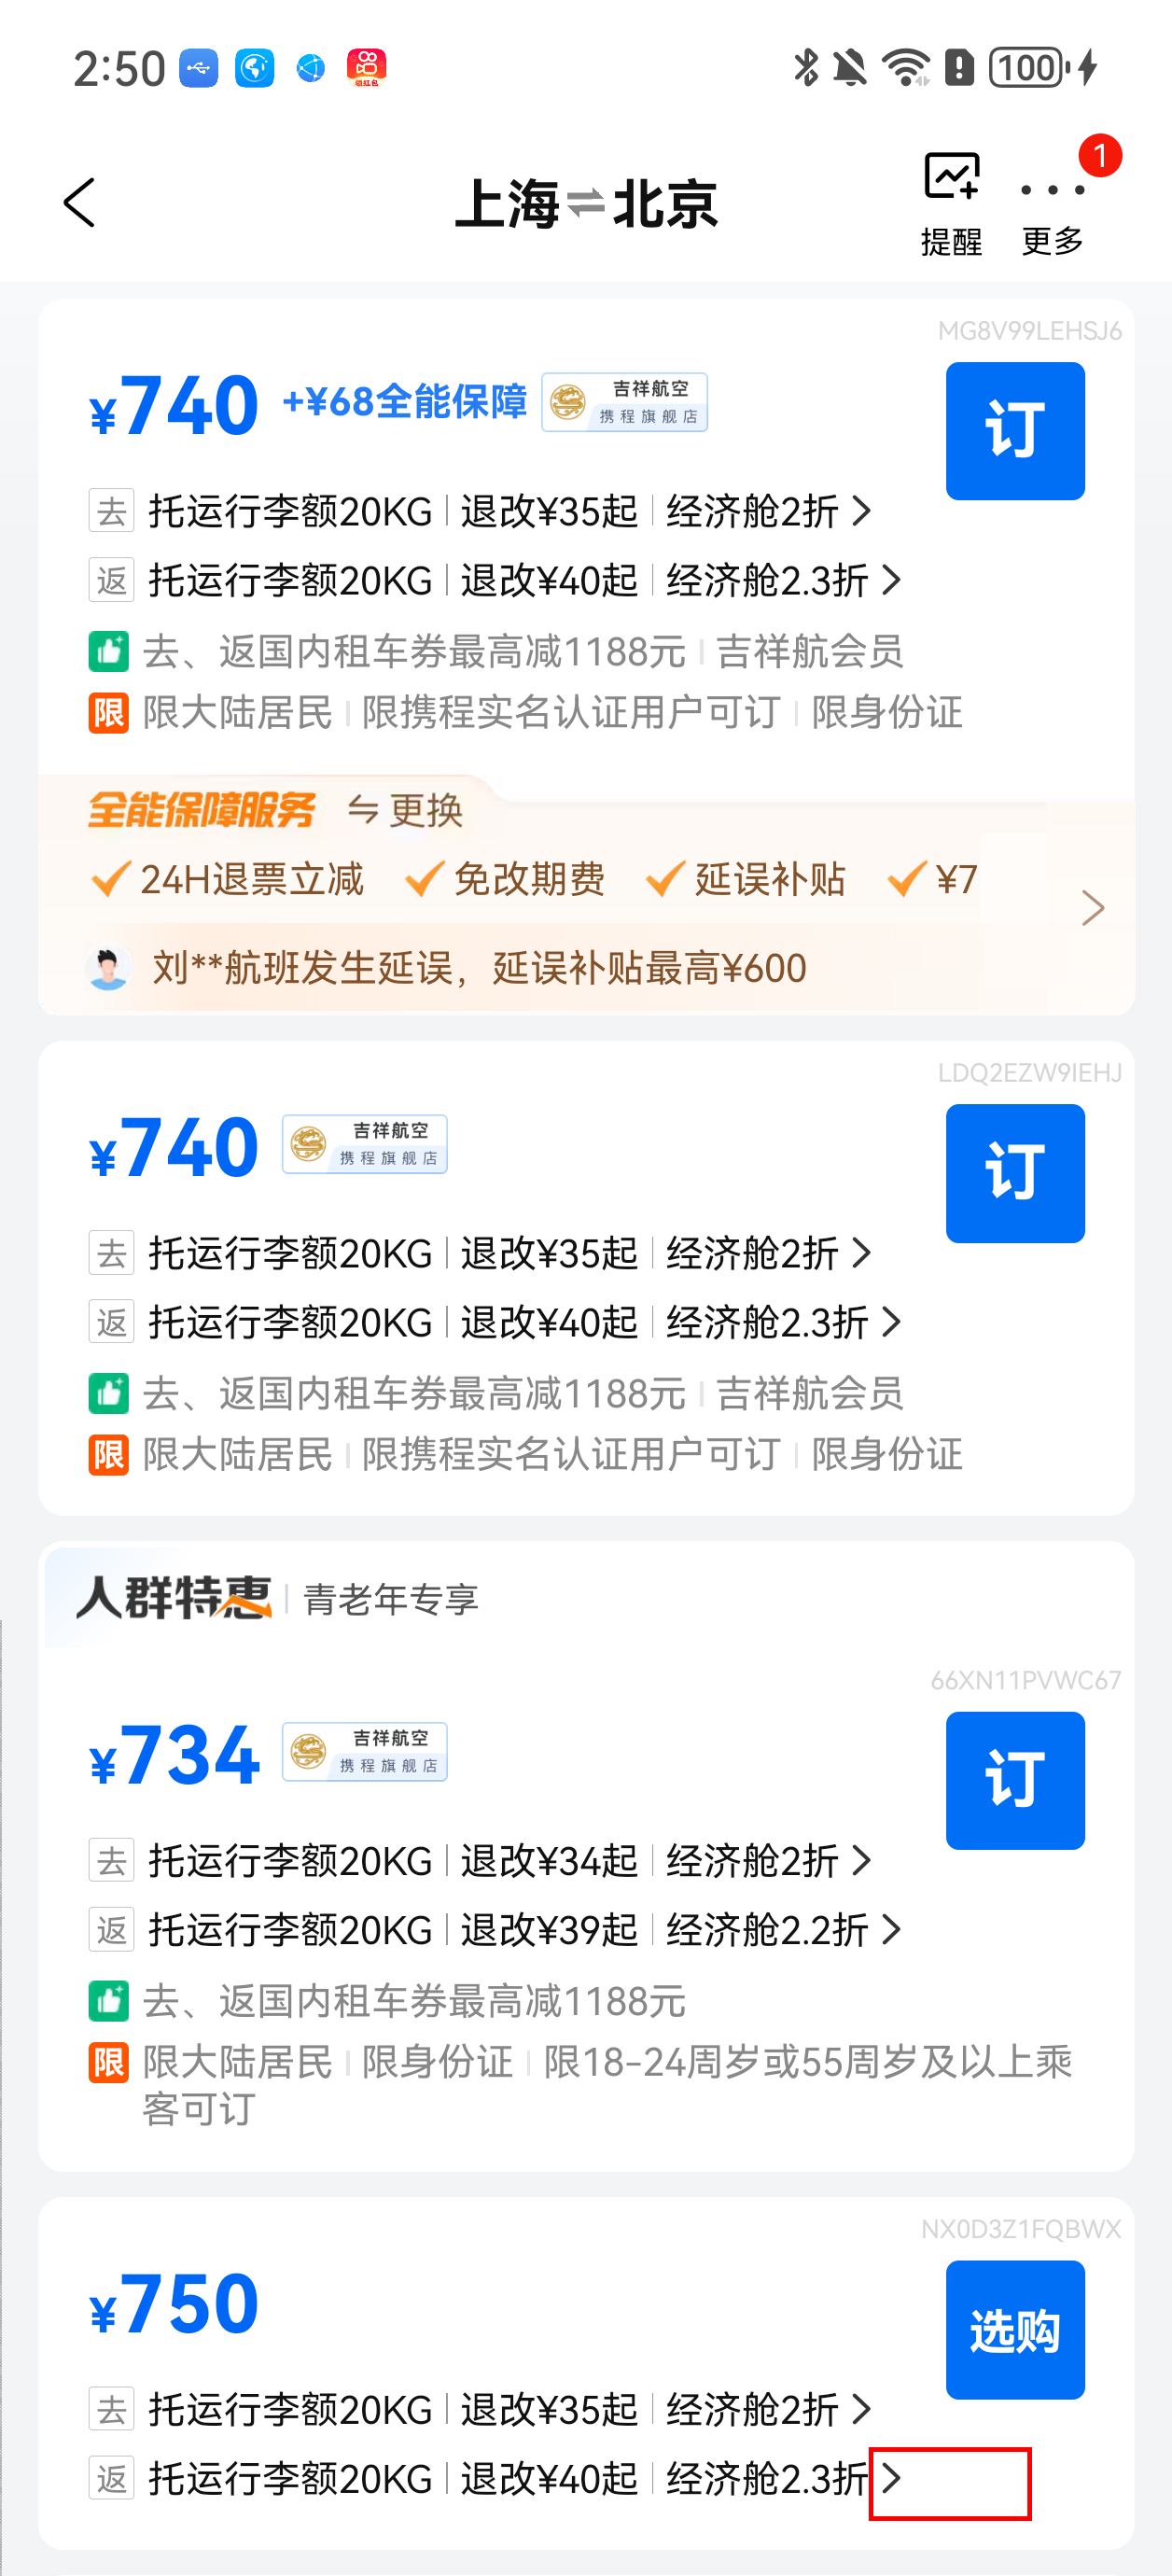 2:50
100
上海⇌北京
提醒
更多
1
MG8V99LEHSJ6
¥740 +¥68全能保障 吉祥航空 携程旗舰店
订
去 托运行李额20KG | 退改¥35起 | 经济舱2折 >
返 托运行李额20KG | 退改¥40起 | 经济舱2.3折 >
去、返国内租车券最高减1188元 | 吉祥航会员
限 限大陆居民 | 限携程实名认证用户可订 | 限身份证
全能保障服务 ⇋ 更换
24H退票立减 免改期费 延误补贴 ¥7
刘**航班发生延误，延误补贴最高¥600
LDQ2EZW9IEHJ
¥740 吉祥航空 携程旗舰店
订
去 托运行李额20KG | 退改¥35起 | 经济舱2折 >
返 托运行李额20KG | 退改¥40起 | 经济舱2.3折 >
去、返国内租车券最高减1188元 | 吉祥航会员
限 限大陆居民 | 限携程实名认证用户可订 | 限身份证
人群特惠 | 青老年专享
66XN11PVWC67
¥734 吉祥航空 携程旗舰店
订
去 托运行李额20KG | 退改¥34起 | 经济舱2折 >
返 托运行李额20KG | 退改¥39起 | 经济舱2.2折 >
去、返国内租车券最高减1188元
限 限大陆居民 | 限身份证 | 限18-24周岁或55周岁及以上乘
客可订
NX0D3Z1FQBWX
¥750
选购
去 托运行李额20KG | 退改¥35起 | 经济舱2折 >
返 托运行李额20KG | 退改¥40起 | 经济舱2.3折 >